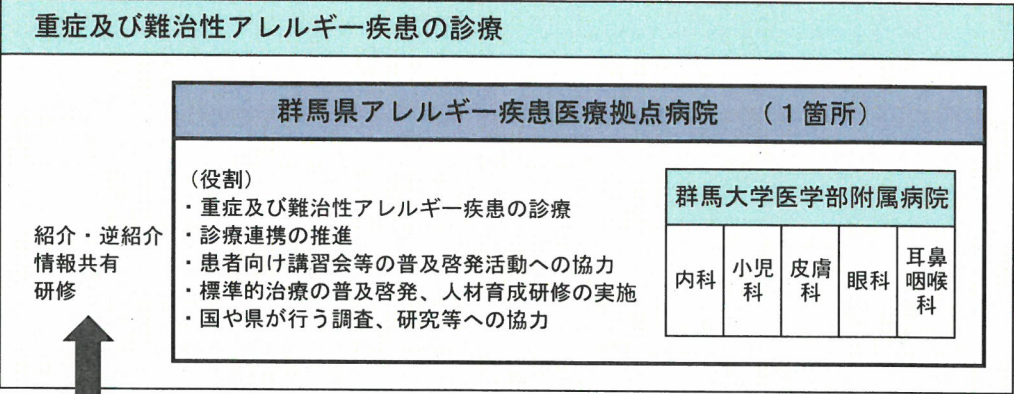 重症及び難治性アレルギー疾患の診療
群馬県アレルギー疾患医療拠点病院 (1箇所)
(役割)
・重症及び難治性アレルギー疾患の診療
・診療連携の推進
・患者向け講習会等の普及啓発活動への協力
・標準的治療の普及啓発、人材育成研修の実施
・国や県が行う調査、研究等への協力
群馬大学医学部附属病院
内科
小児
科
皮膚
科
眼科
耳鼻
咽喉
科
紹介・逆紹介
情報共有
研修